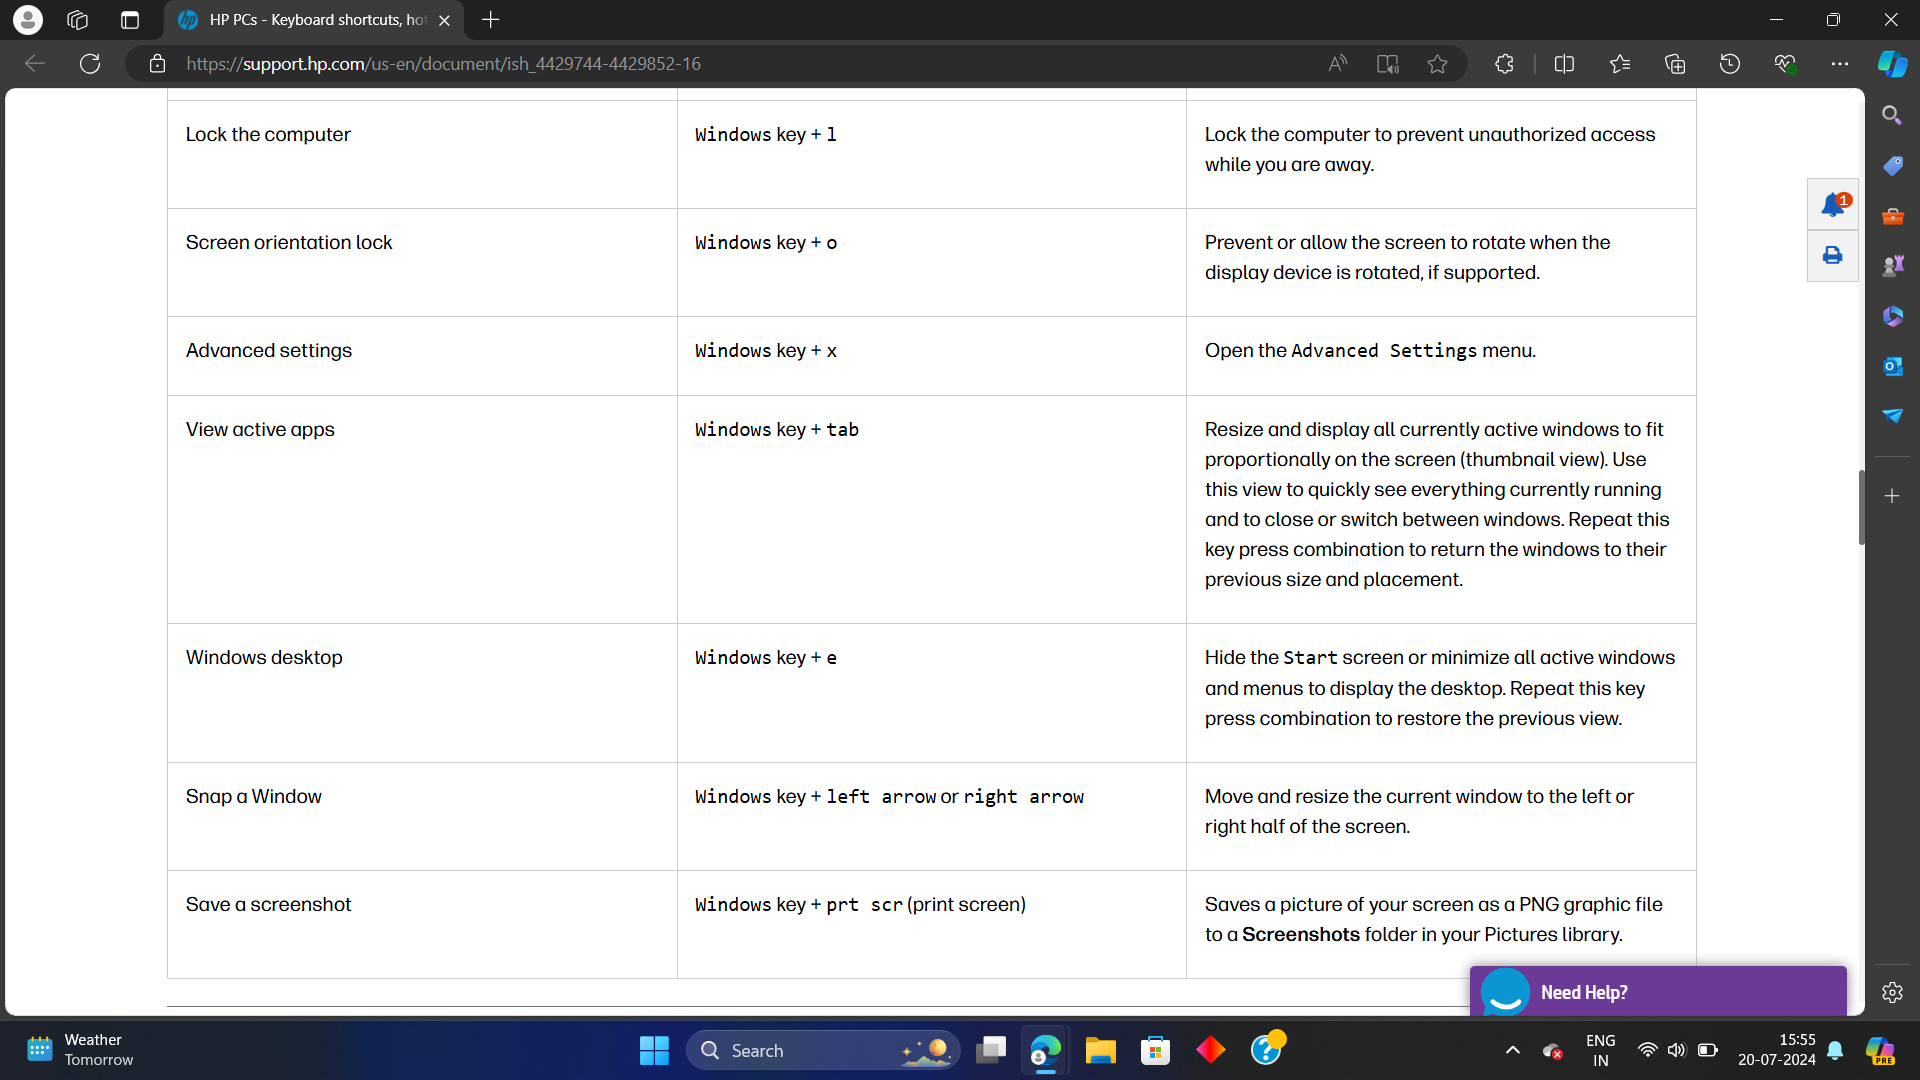 HP PCs - Keyboard shortcuts, hot
https://support.hp.com/us-en/document/ish_4429744-4429852-16
Lock the computer
Windows key + l
Lock the computer to prevent unauthorized access
while you are away.
Screen orientation lock
Windows key + o
Prevent or allow the screen to rotate when the
display device is rotated, if supported.
Advanced settings
Windows key + x
Open the Advanced Settings menu.
View active apps
Windows key + tab
Resize and display all currently active windows to fit
proportionally on the screen (thumbnail view). Use
this view to quickly see everything currently running
and to close or switch between windows. Repeat this
key press combination to return the windows to their
previous size and placement.
Windows desktop
Windows key + e
Hide the Start screen or minimize all active windows
and menus to display the desktop. Repeat this key
press combination to restore the previous view.
Snap a Window
Windows key + left arrow or right arrow
Move and resize the current window to the left or
right half of the screen.
Save a screenshot
Windows key + prt scr (print screen)
Saves a picture of your screen as a PNG graphic file
to a Screenshots folder in your Pictures library.
1
Need Help?
Weather
Tomorrow
Search
ENG
IN
15:55
20-07-2024
PRE